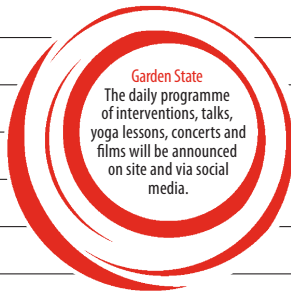 Garden State
The daily programme
of interventions, talks,
yoga lessons, concerts and
films will be announced
on site and via social
media.